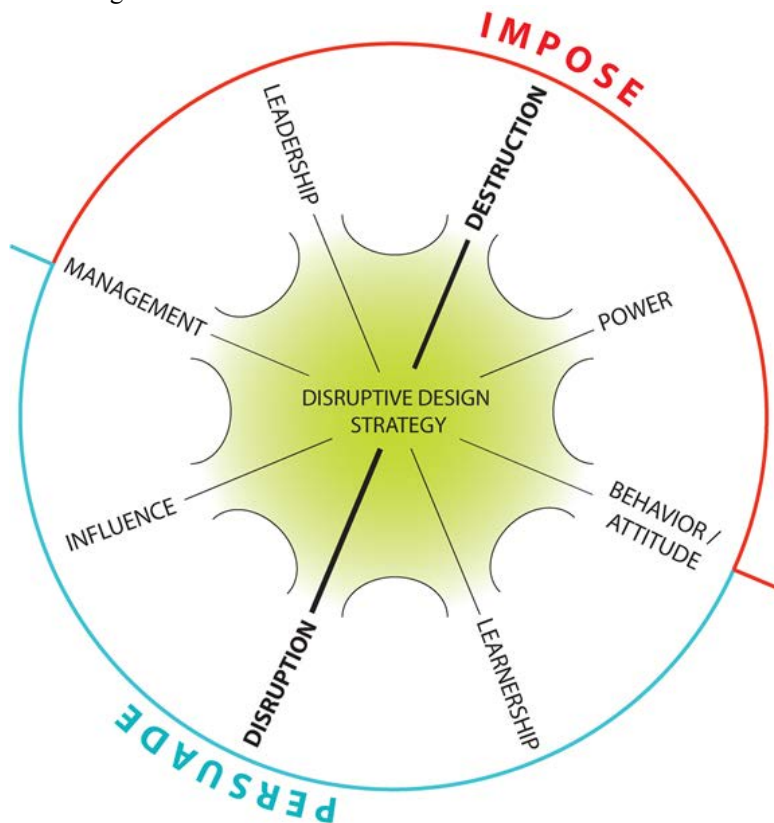 IMPOSE
LEADERSHIP
DESTRUCTION
MANAGEMENT
POWER
DISRUPTIVE DESIGN
STRATEGY
INFLUENCE
BEHAVIOR /
ATTITUDE
DISRUPTION
LEARNERSHIP
PERSUADE